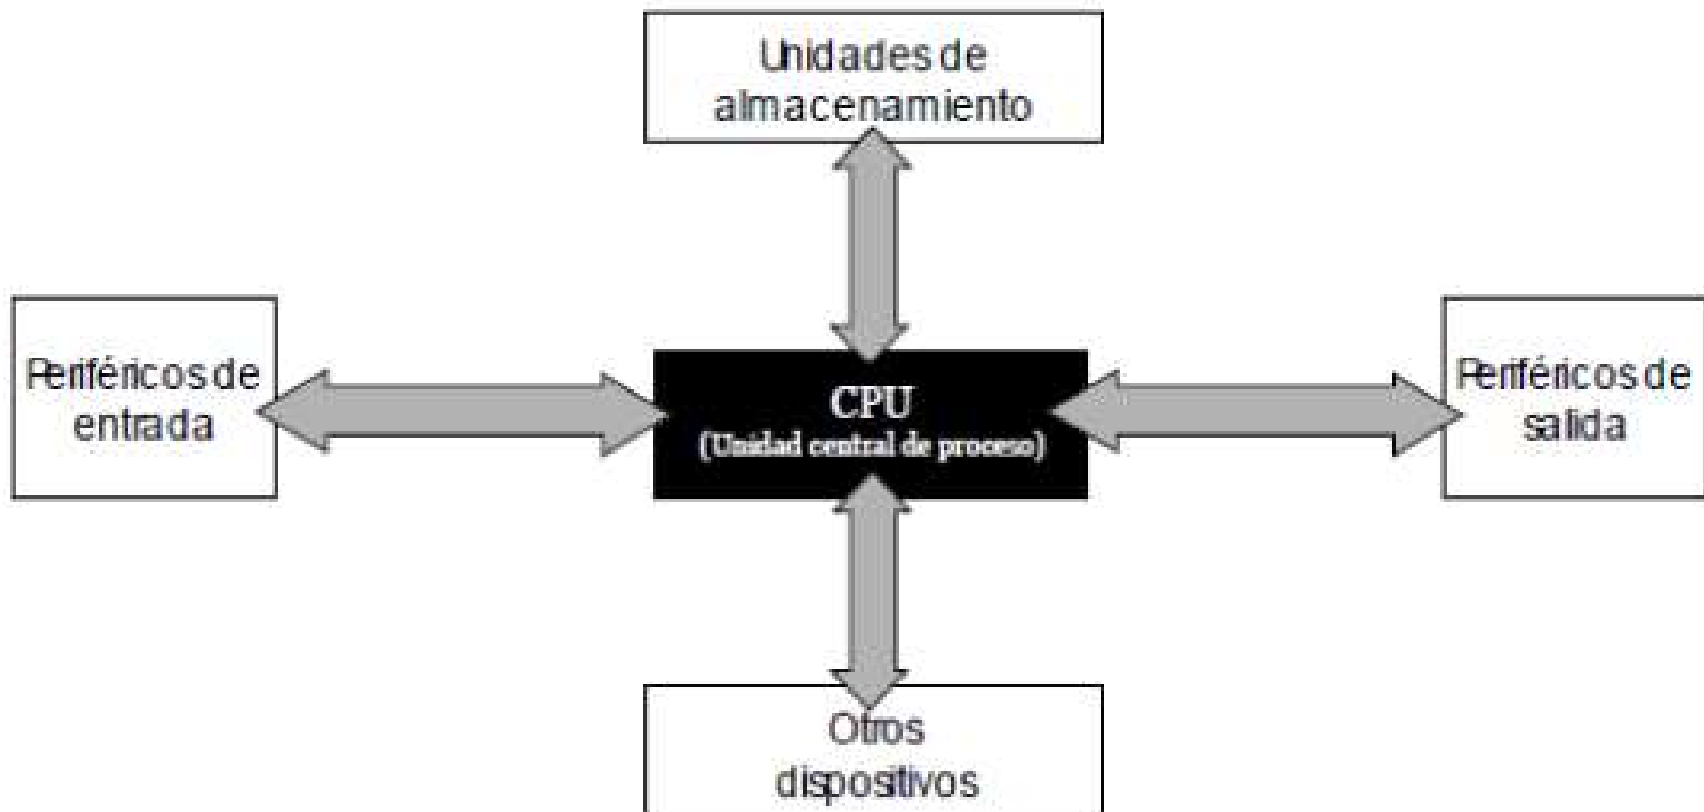 Unidades de
almacenamiento
Periféricos de
entrada
CPU
(Unidad central de proceso)
Periféricos de
salida
Otros
dispositivos